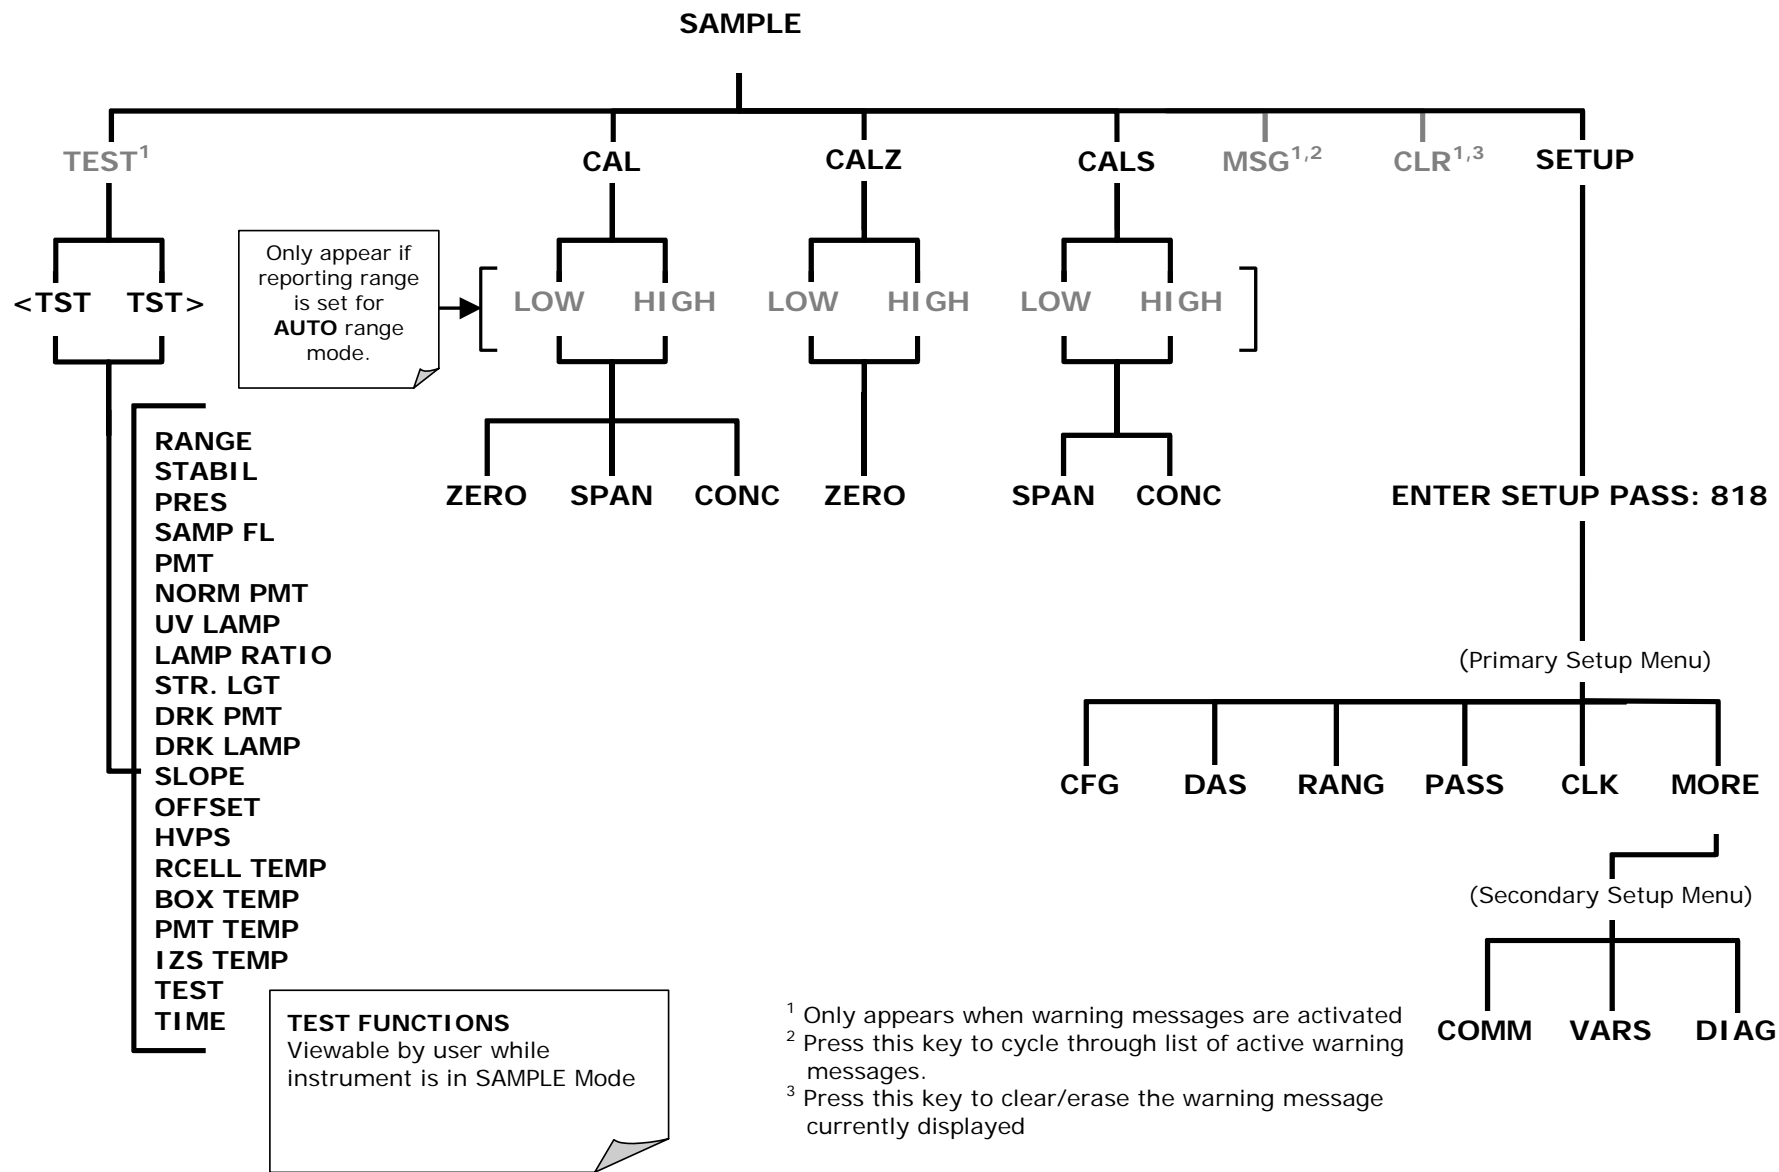 SAMPLE
TEST¹ CAL CALZ CALS MSG¹,² CLR¹,³ SETUP
<TST TST>
Only appear if
reporting range
is set for
AUTO range
mode.
LOW HIGH LOW HIGH LOW HIGH
ZERO SPAN CONC ZERO SPAN CONC ENTER SETUP PASS: 818
RANGE
STABIL
PRES
SAMP FL
PMT
NORM PMT
UV LAMP
LAMP RATIO
STR. LGT
DRK PMT
DRK LAMP
SLOPE
OFFSET
HVPS
RCELL TEMP
BOX TEMP
PMT TEMP
IZS TEMP
TEST
TIME
(Primary Setup Menu)
CFG DAS RANG PASS CLK MORE
(Secondary Setup Menu)
COMM VARS DIAG
TEST FUNCTIONS
Viewable by user while
instrument is in SAMPLE Mode
¹ Only appears when warning messages are activated
² Press this key to cycle through list of active warning
messages.
³ Press this key to clear/erase the warning message
currently displayed